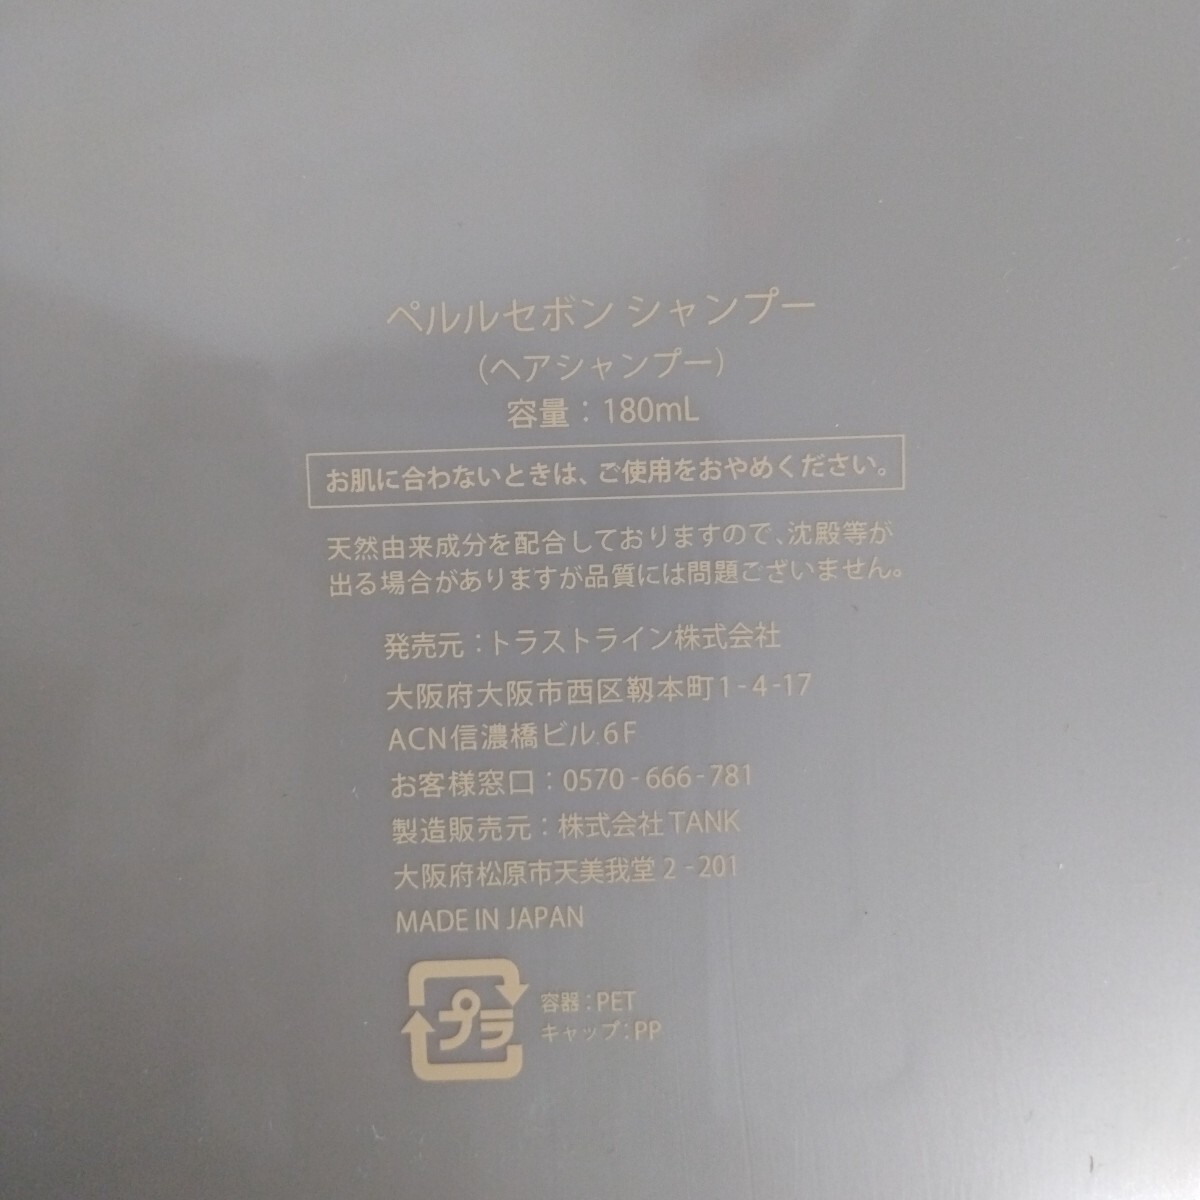 ペルルセボン シャンプー
(ヘアシャンプー)
容量：180mL
お肌に合わないときは、ご使用をおやめください。
天然由来成分を配合しておりますので、沈殿等が
出る場合がありますが品質には問題ございません。
発売元：トラストライン株式会社
大阪府大阪市西区靱本町1-4-17
ACN信濃橋ビル 6F
お客様窓口：0570-666-781
製造販売元：株式会社TANK
大阪府松原市天美我堂2-201
MADE IN JAPAN
プラ
容器：PET
キャップ：PP